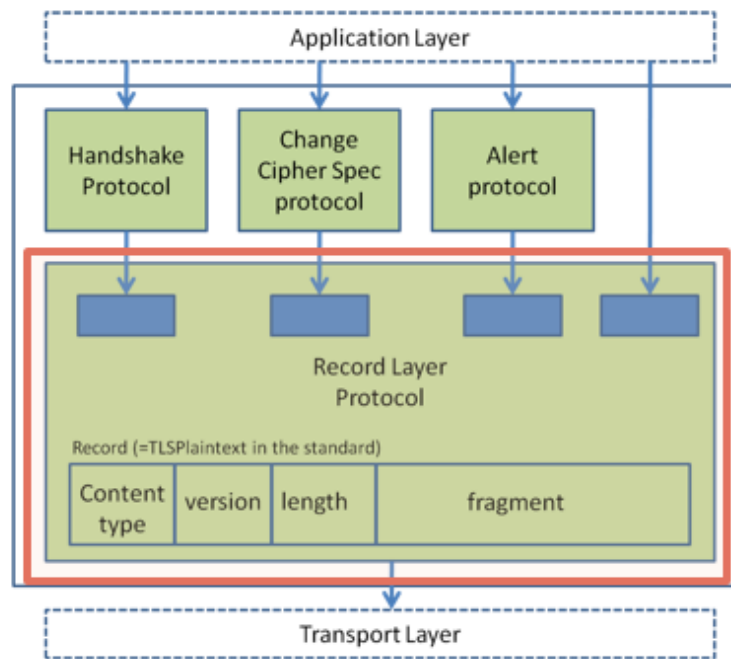 Application Layer
Handshake
Protocol
Change
Cipher Spec
protocol
Alert
protocol
Record Layer
Protocol
Record (=TLSPlaintext in the standard)
Content
type
version
length
fragment
Transport Layer